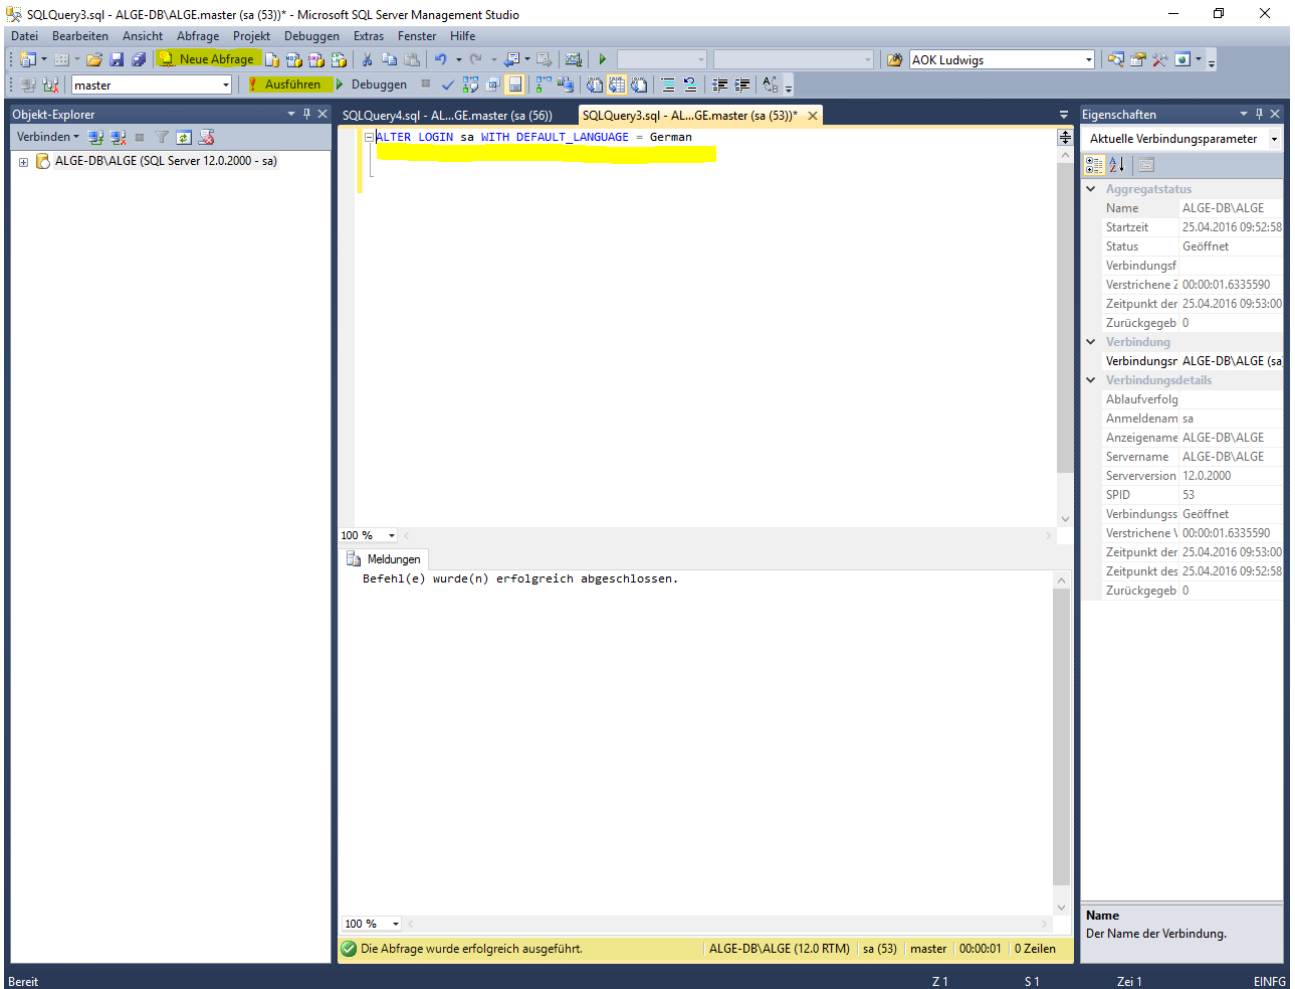 SQLQuery3.sql - ALGE-DB\ALGE.master (sa (53))* - Microsoft SQL Server Management Studio
Datei Bearbeiten Ansicht Abfrage Projekt Debuggen Extras Fenster Hilfe
Neue Abfrage AOK Ludwigs
master Ausführen Debuggen
Objekt-Explorer
Verbinden
ALGE-DB\ALGE (SQL Server 12.0.2000 - sa)
SQLQuery4.sql - AL...GE.master (sa (56)) SQLQuery3.sql - AL...GE.master (sa (53))*
ALTER LOGIN sa WITH DEFAULT_LANGUAGE = German
100 %
Meldungen
Befehl(e) wurde(n) erfolgreich abgeschlossen.
100 %
Die Abfrage wurde erfolgreich ausgeführt. ALGE-DB\ALGE (12.0 RTM) sa (53) master 00:00:01 0 Zeilen
Eigenschaften
Aktuelle Verbindungsparameter
Aggregatstatus
Name ALGE-DB\ALGE
Startzeit 25.04.2016 09:52:58
Status Geöffnet
Verbindungsf
Verstrichene Z 00:00:01.6335590
Zeitpunkt der 25.04.2016 09:53:00
Zurückgegeb 0
Verbindung
Verbindungsr ALGE-DB\ALGE (sa
Verbindungsdetails
Ablaufverfolg
Anmeldenam sa
Anzeigename ALGE-DB\ALGE
Servername ALGE-DB\ALGE
Serverversion 12.0.2000
SPID 53
Verbindungss Geöffnet
Verstrichene V 00:00:01.6335590
Zeitpunkt der 25.04.2016 09:53:00
Zeitpunkt des 25.04.2016 09:52:58
Zurückgegeb 0
Name
Der Name der Verbindung.
Bereit Z 1 S 1 Zei 1 EINFG